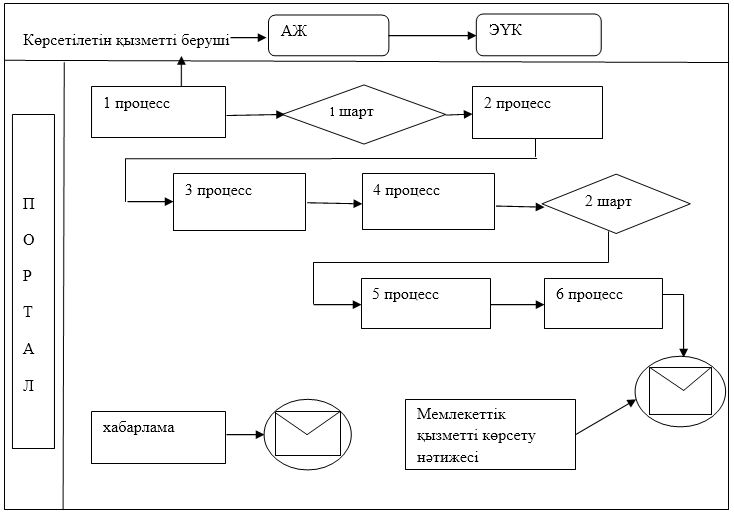 Көрсетілетін қызметті беруші
АЖ
ЭҮК
1 процесс
1 шарт
2 процесс
3 процесс
4 процесс
2 шарт
5 процесс
6 процесс
П
О
Р
Т
А
Л
хабарлама
Мемлекеттік
қызметті көрсету
нәтижесі